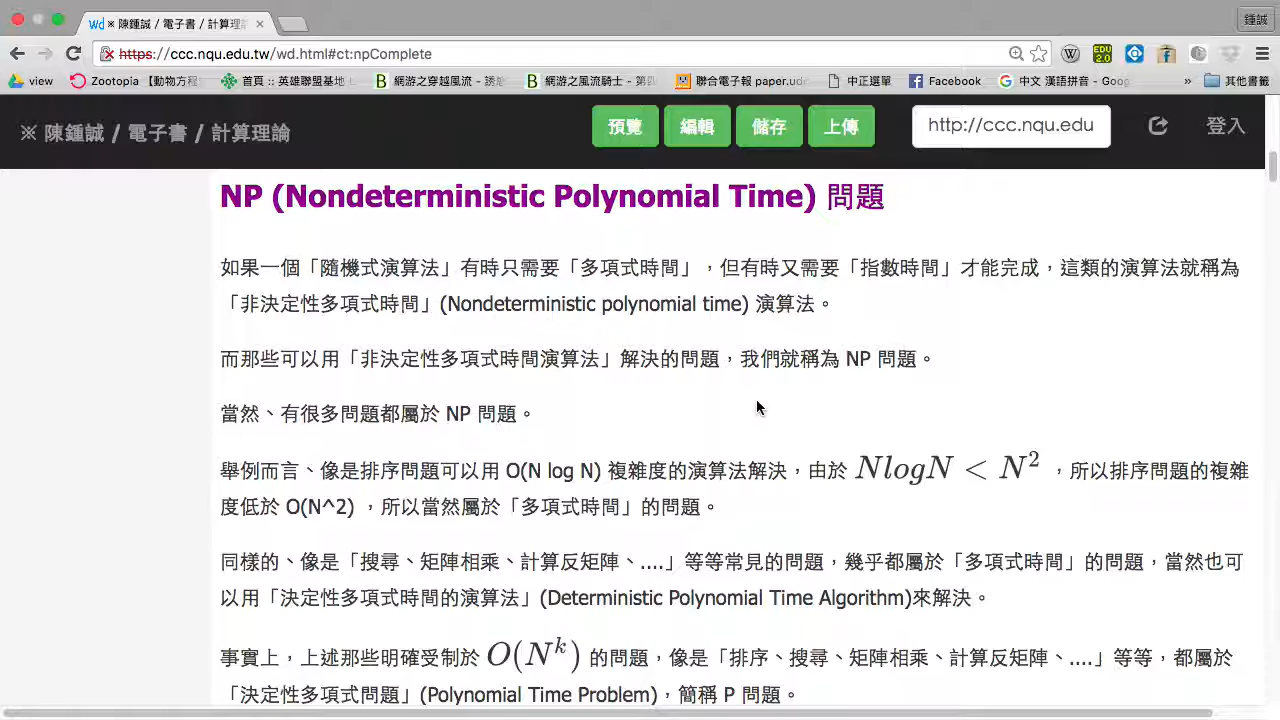 wd ※ 陳鍾誠 / 電子書 / 計算理論
鍾誠
https://ccc.nqu.edu.tw/wd.html#ct:npComplete
view
Zootopia 【動物方程
首頁 :: 英雄聯盟基地
網游之穿越風流 - 誘
網游之風流騎士 - 第四
聯合電子報 paper.ud
中正選單
Facebook
中文 漢語拼音 - Goog
»
其他書籤
※ 陳鍾誠 / 電子書 / 計算理論
預覽
編輯
儲存
上傳
http://ccc.nqu.edu
登入
NP (Nondeterministic Polynomial Time) 問題
如果一個「隨機式演算法」有時只需要「多項式時間」，但有時又需要「指數時間」才能完成，這類的演算法就稱為
「非決定性多項式時間」(Nondeterministic polynomial time) 演算法。
而那些可以用「非決定性多項式時間演算法」解決的問題，我們就稱為 NP 問題。
當然、有很多問題都屬於 NP 問題。
舉例而言、像是排序問題可以用 O(N log N) 複雜度的演算法解決，由於 NlogN < N² ，所以排序問題的複雜
度低於 O(N^2) ，所以當然屬於「多項式時間」的問題。
同樣的、像是「搜尋、矩陣相乘、計算反矩陣、....」等等常見的問題，幾乎都屬於「多項式時間」的問題，當然也可
以用「決定性多項式時間的演算法」(Deterministic Polynomial Time Algorithm)來解決。
事實上，上述那些明確受制於 O(Nᵏ) 的問題，像是「排序、搜尋、矩陣相乘、計算反矩陣、....」等等，都屬於
「決定性多項式問題」(Polynomial Time Problem)，簡稱 P 問題。